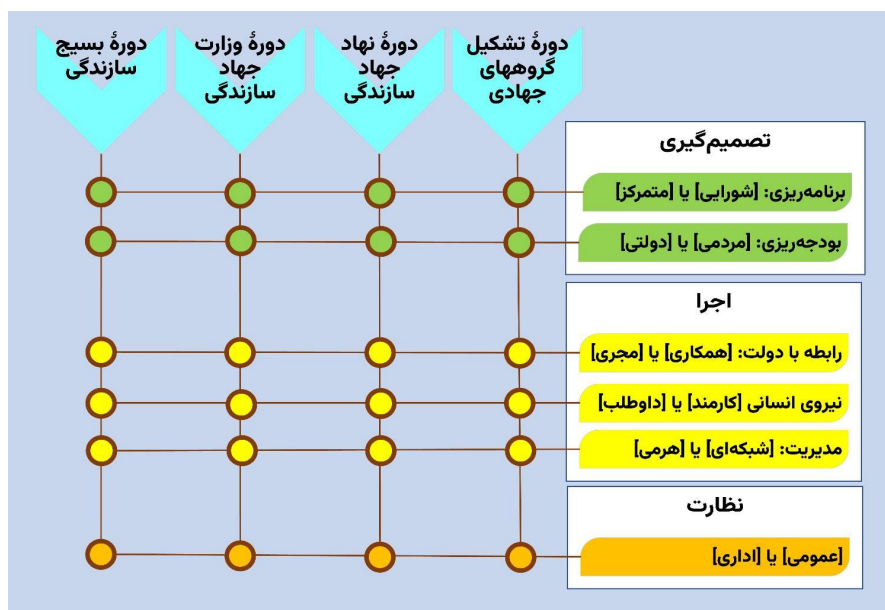 دورهٔ تشکیل
گروههای
جهادی
دورهٔ نهاد
جهاد
سازندگی
دورهٔ وزارت
جهاد
سازندگی
دورهٔ بسیج
سازندگی
تصمیم‌گیری
برنامه‌ریزی: [شورایی] یا [متمرکز]
بودجه‌ریزی: [مردمی] یا [دولتی]
اجرا
رابطه با دولت: [همکاری] یا [مجری]
نیروی انسانی [کارمند] یا [داوطلب]
مدیریت: [شبکه‌ای] یا [هرمی]
نظارت
[عمومی] یا [اداری]